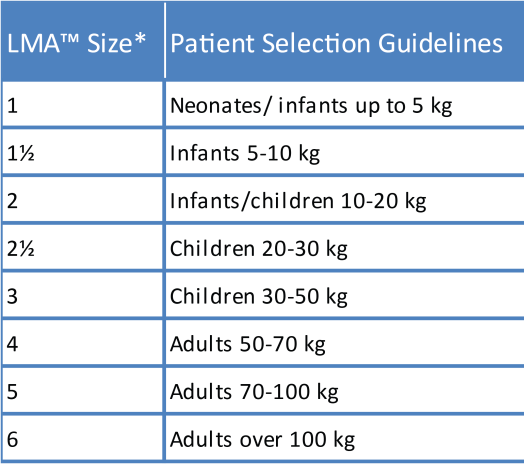 LMA™ Size* Patient Selection Guidelines
1 Neonates/ infants up to 5 kg
1½ Infants 5-10 kg
2 Infants/children 10-20 kg
2½ Children 20-30 kg
3 Children 30-50 kg
4 Adults 50-70 kg
5 Adults 70-100 kg
6 Adults over 100 kg